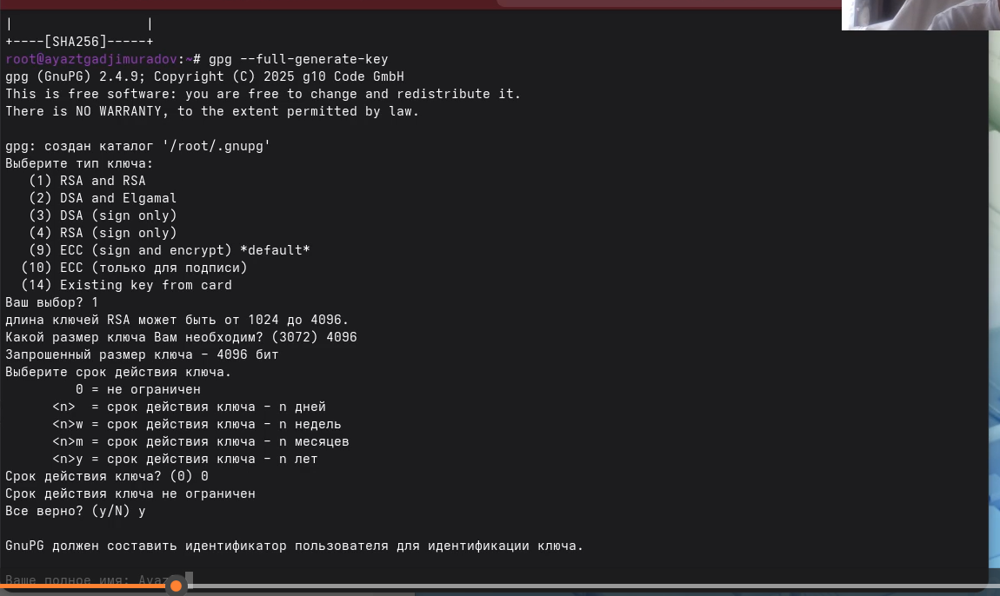 |                 |
+----[SHA256]-----+
root@ayaztgadjimuradov:~# gpg --full-generate-key
gpg (GnuPG) 2.4.9; Copyright (C) 2025 g10 Code GmbH
This is free software: you are free to change and redistribute it.
There is NO WARRANTY, to the extent permitted by law.

gpg: создан каталог '/root/.gnupg'
Выберите тип ключа:
   (1) RSA and RSA
   (2) DSA and Elgamal
   (3) DSA (sign only)
   (4) RSA (sign only)
   (9) ECC (sign and encrypt) *default*
  (10) ECC (только для подписи)
  (14) Existing key from card
Ваш выбор? 1
длина ключей RSA может быть от 1024 до 4096.
Какой размер ключа Вам необходим? (3072) 4096
Запрошенный размер ключа - 4096 бит
Выберите срок действия ключа.
         0 = не ограничен
      <n>  = срок действия ключа - n дней
      <n>w = срок действия ключа - n недель
      <n>m = срок действия ключа - n месяцев
      <n>y = срок действия ключа - n лет
Срок действия ключа? (0) 0
Срок действия ключа не ограничен
Все верно? (y/N) y

GnuPG должен составить идентификатор пользователя для идентификации ключа.

Ваше полное имя: Ayaz